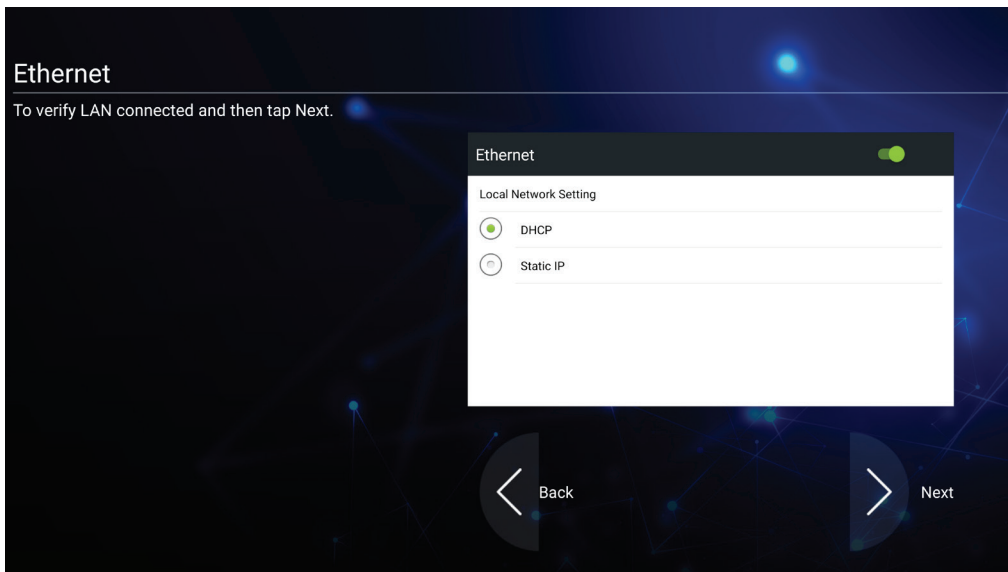 Ethernet
To verify LAN connected and then tap Next.
Ethernet
Local Network Setting
DHCP
Static IP
Back
Next